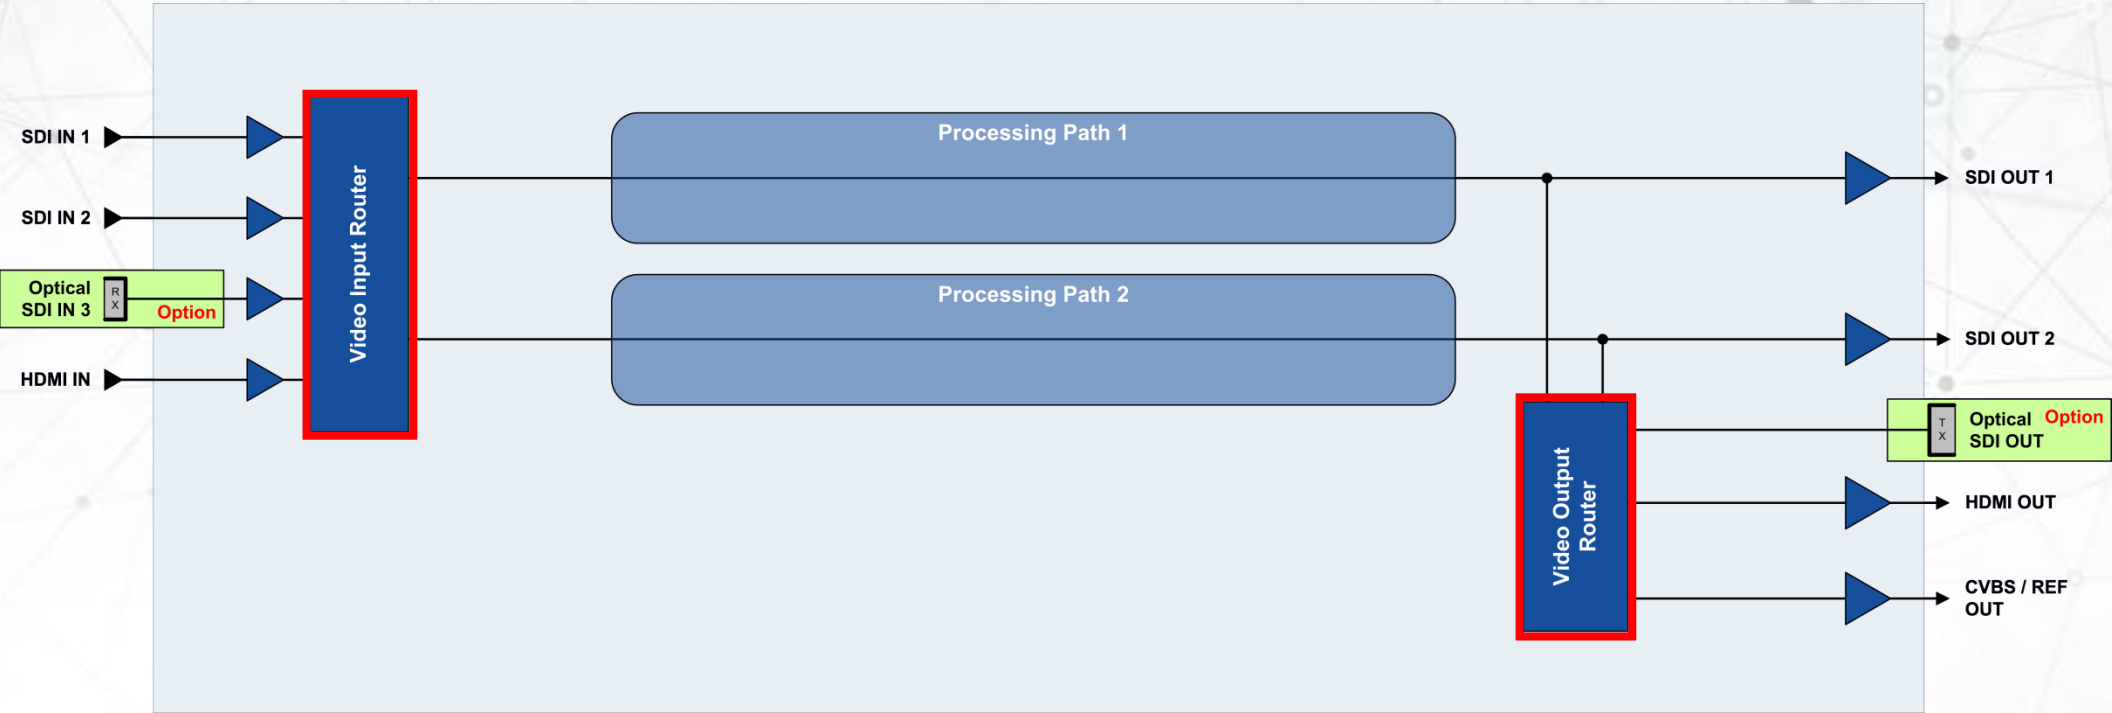 SDI IN 1
SDI IN 2
Optical
SDI IN 3
RX
Option
HDMI IN
Video Input Router
Processing Path 1
Processing Path 2
Video Output
Router
SDI OUT 1
SDI OUT 2
TX
Optical Option
SDI OUT
HDMI OUT
CVBS / REF
OUT